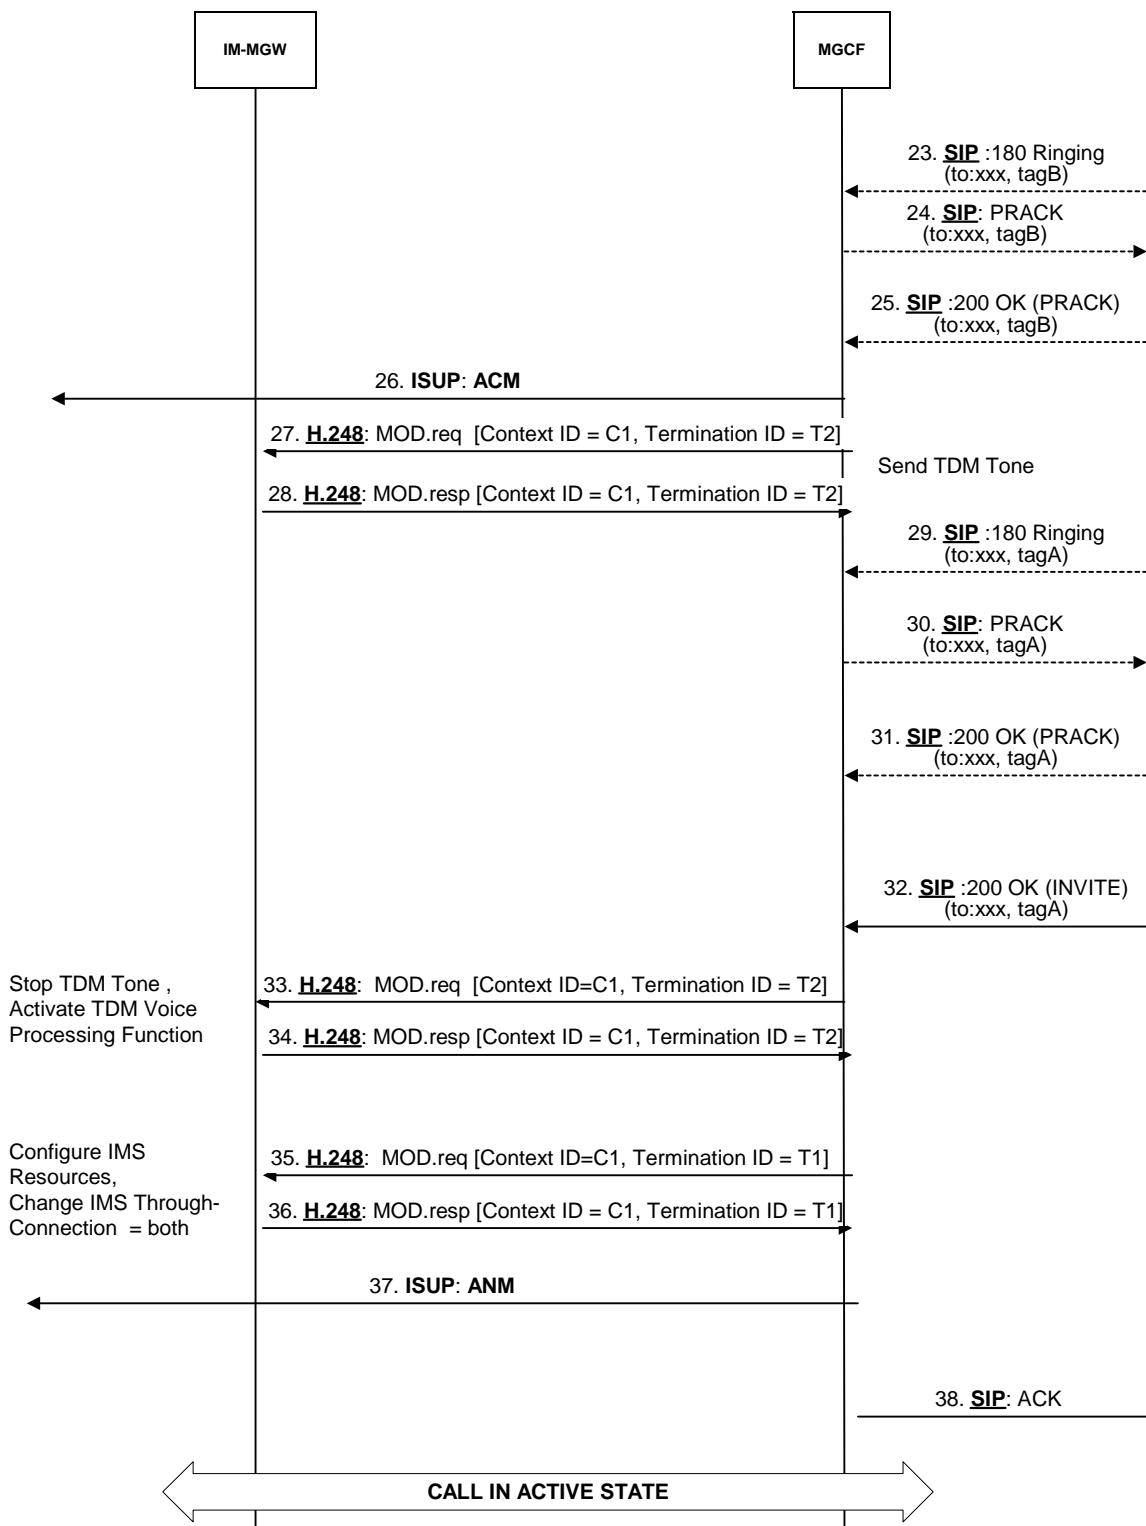 IM-MGW
MGCF
23. SIP :180 Ringing
(to:xxx, tagB)
24. SIP: PRACK
(to:xxx, tagB)
25. SIP :200 OK (PRACK)
(to:xxx, tagB)
26. ISUP: ACM
27. H.248: MOD.req [Context ID = C1, Termination ID = T2]
Send TDM Tone
28. H.248: MOD.resp [Context ID = C1, Termination ID = T2]
29. SIP :180 Ringing
(to:xxx, tagA)
30. SIP: PRACK
(to:xxx, tagA)
31. SIP :200 OK (PRACK)
(to:xxx, tagA)
32. SIP :200 OK (INVITE)
(to:xxx, tagA)
Stop TDM Tone ,
Activate TDM Voice
Processing Function
33. H.248: MOD.req [Context ID=C1, Termination ID = T2]
34. H.248: MOD.resp [Context ID = C1, Termination ID = T2]
Configure IMS
Resources,
Change IMS Through-
Connection = both
35. H.248: MOD.req [Context ID=C1, Termination ID = T1]
36. H.248: MOD.resp [Context ID = C1, Termination ID = T1]
37. ISUP: ANM
38. SIP: ACK
CALL IN ACTIVE STATE